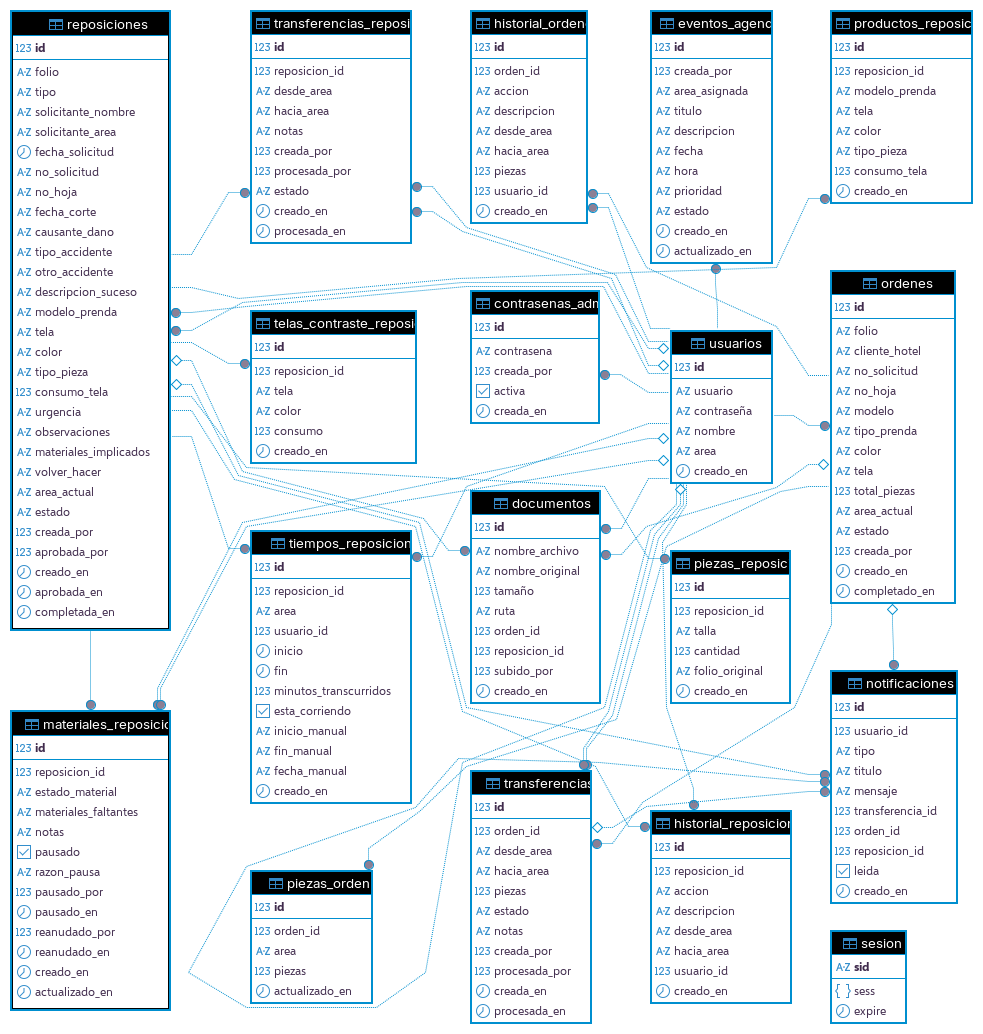 reposiciones
123 id
A-Z folio
A-Z tipo
A-Z solicitante_nombre
A-Z solicitante_area
fecha_solicitud
A-Z no_solicitud
A-Z no_hoja
A-Z fecha_corte
A-Z causante_dano
A-Z tipo_accidente
A-Z otro_accidente
A-Z descripcion_suceso
A-Z modelo_prenda
A-Z tela
A-Z color
A-Z tipo_pieza
123 consumo_tela
A-Z urgencia
A-Z observaciones
A-Z materiales_implicados
A-Z volver_hacer
A-Z area_actual
A-Z estado
123 creada_por
123 aprobada_por
creado_en
aprobada_en
completada_en
transferencias_reposi
123 id
123 reposicion_id
A-Z desde_area
A-Z hacia_area
A-Z notas
123 creada_por
123 procesada_por
A-Z estado
creado_en
procesada_en
historial_orden
123 id
123 orden_id
A-Z accion
A-Z descripcion
A-Z desde_area
A-Z hacia_area
123 piezas
123 usuario_id
creado_en
eventos_agend
123 id
123 creada_por
A-Z area_asignada
A-Z titulo
A-Z descripcion
A-Z fecha
A-Z hora
A-Z prioridad
A-Z estado
creado_en
actualizado_en
productos_reposic
123 id
123 reposicion_id
A-Z modelo_prenda
A-Z tela
A-Z color
A-Z tipo_pieza
123 consumo_tela
creado_en
telas_contraste_reposi
123 id
123 reposicion_id
A-Z tela
A-Z color
123 consumo
creado_en
contrasenas_adm
123 id
A-Z contrasena
123 creada_por
activa
creada_en
usuarios
123 id
A-Z usuario
A-Z contraseña
A-Z nombre
A-Z area
creado_en
ordenes
123 id
A-Z folio
A-Z cliente_hotel
A-Z no_solicitud
A-Z no_hoja
A-Z modelo
A-Z tipo_prenda
A-Z color
A-Z tela
123 total_piezas
A-Z area_actual
A-Z estado
123 creada_por
creado_en
completado_en
tiempos_reposicion
123 id
123 reposicion_id
A-Z area
123 usuario_id
inicio
fin
123 minutos_transcurridos
esta_corriendo
A-Z inicio_manual
A-Z fin_manual
A-Z fecha_manual
creado_en
documentos
123 id
A-Z nombre_archivo
A-Z nombre_original
123 tamaño
A-Z ruta
123 orden_id
123 reposicion_id
123 subido_por
creado_en
piezas_reposic
123 id
123 reposicion_id
A-Z talla
123 cantidad
A-Z folio_original
creado_en
notificaciones
123 id
123 usuario_id
A-Z tipo
A-Z titulo
A-Z mensaje
123 transferencia_id
123 orden_id
123 reposicion_id
leida
creado_en
materiales_reposicio
123 id
123 reposicion_id
A-Z estado_material
A-Z materiales_faltantes
A-Z notas
pausado
A-Z razon_pausa
123 pausado_por
pausado_en
123 reanudado_por
reanudado_en
creado_en
actualizado_en
piezas_orden
123 id
123 orden_id
A-Z area
123 piezas
actualizado_en
transferencias
123 id
123 orden_id
A-Z desde_area
A-Z hacia_area
123 piezas
A-Z estado
A-Z notas
123 creada_por
123 procesada_por
creada_en
procesada_en
historial_reposicion
123 id
123 reposicion_id
A-Z accion
A-Z descripcion
A-Z desde_area
A-Z hacia_area
123 usuario_id
creado_en
sesion
A-Z sid
{ } sess
expire